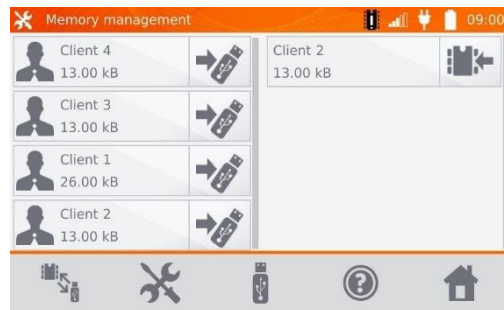 Memory management
09:00
Client 4
13.00 kB
Client 3
13.00 kB
Client 1
26.00 kB
Client 2
13.00 kB
Client 2
13.00 kB